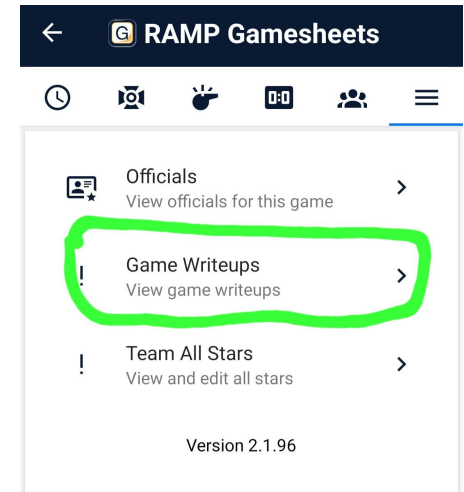 G RAMP Gamesheets
0:0
Officials
View officials for this game
! Game Writeups
View game writeups
! Team All Stars
View and edit all stars
Version 2.1.96